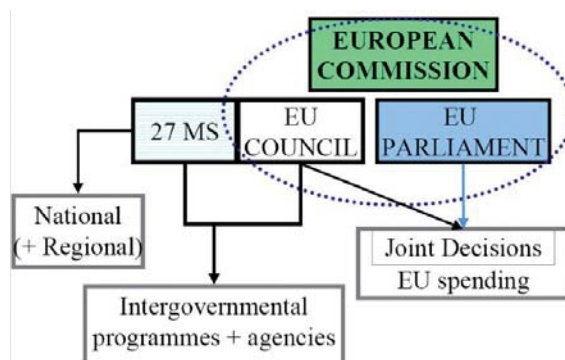 EUROPEAN
COMMISSION
27 MS
EU
COUNCIL
EU
PARLIAMENT
National
(+ Regional)
Joint Decisions
EU spending
Intergovernmental
programmes + agencies